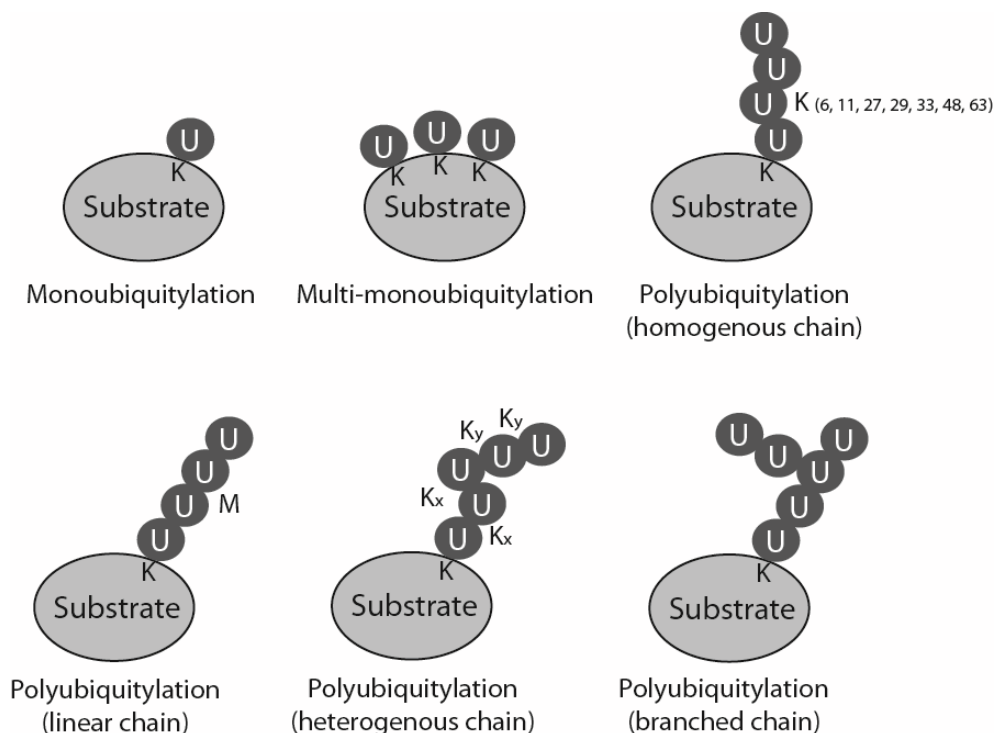 U
K
Substrate
Monoubiquitylation
U U U
K K K
Substrate
Multi-monoubiquitylation
U
U
U K (6, 11, 27, 29, 33, 48, 63)
U
K
Substrate
Polyubiquitylation
(homogenous chain)
U
U
U M
U
K
Substrate
Polyubiquitylation
(linear chain)
Ky Ky
U U U
Kx U
U Kx
K
Substrate
Polyubiquitylation
(heterogenous chain)
U U
U U
U
U
K
Substrate
Polyubiquitylation
(branched chain)